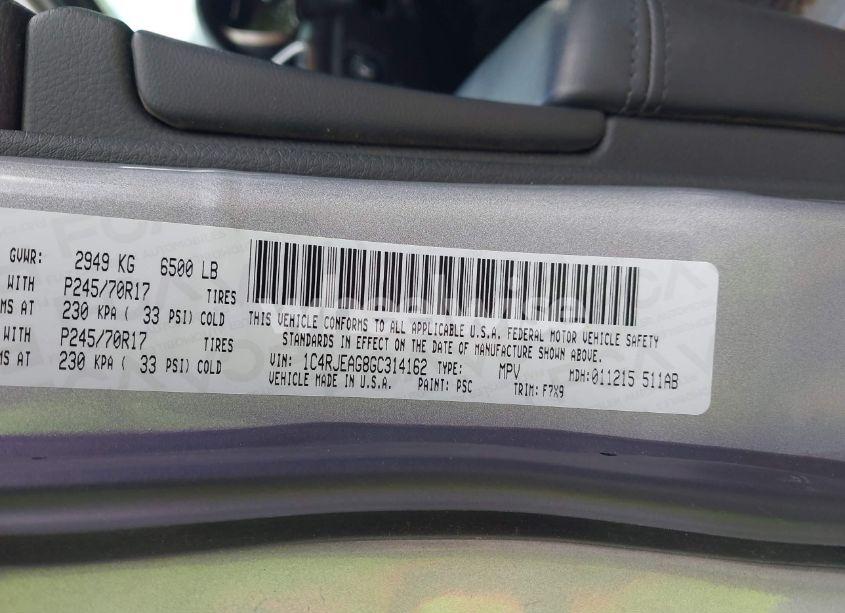 GVWR: 2949 KG 6500 LB
WITH P245/70R17 TIRES
MS AT 230 KPA ( 33 PSI) COLD
WITH P245/70R17 TIRES
MS AT 230 KPA ( 33 PSI) COLD
THIS VEHICLE CONFORMS TO ALL APPLICABLE U.S.A. FEDERAL MOTOR VEHICLE SAFETY
STANDARDS IN EFFECT ON THE DATE OF MANUFACTURE SHOWN ABOVE.
VIN: 1C4RJEAG8GC314162 TYPE: MPV MDH:011215 511AB
VEHICLE MADE IN U.S.A. PAINT: PSC TRIM: F7X9